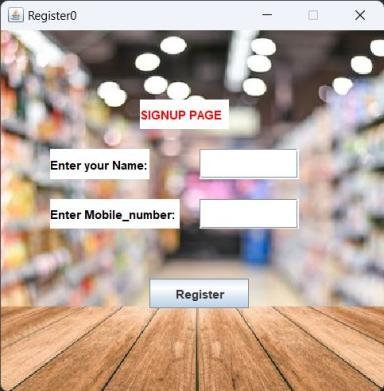 Register0
SIGNUP PAGE
Enter your Name:
Enter Mobile_number:
Register